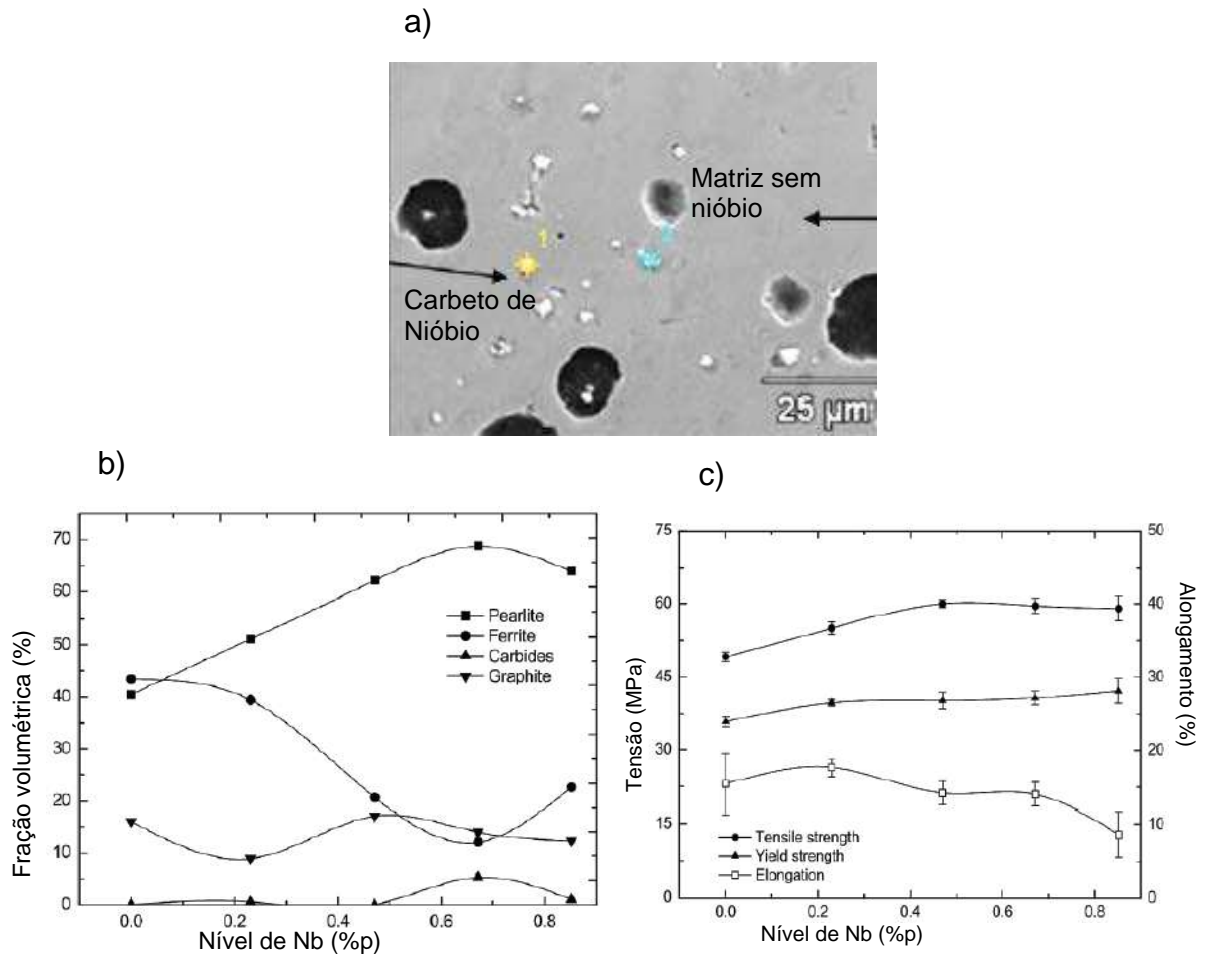 a)
Matriz sem
nióbio
1
2
Carbeto de
Nióbio
25 µm
b)
Fração volumétrica (%)
70
60
50
40
30
20
10
0
Pearlite
Ferrite
Carbides
Graphite
0.0
0.2
0.4
0.6
0.8
Nível de Nb (%p)
c)
Tensão (MPa)
75
60
45
30
15
0
Tensile strength
Yield strength
Elongation
50
40
30
20
10
0
Alongamento (%)
0.0
0.2
0.4
0.6
0.8
Nível de Nb (%p)